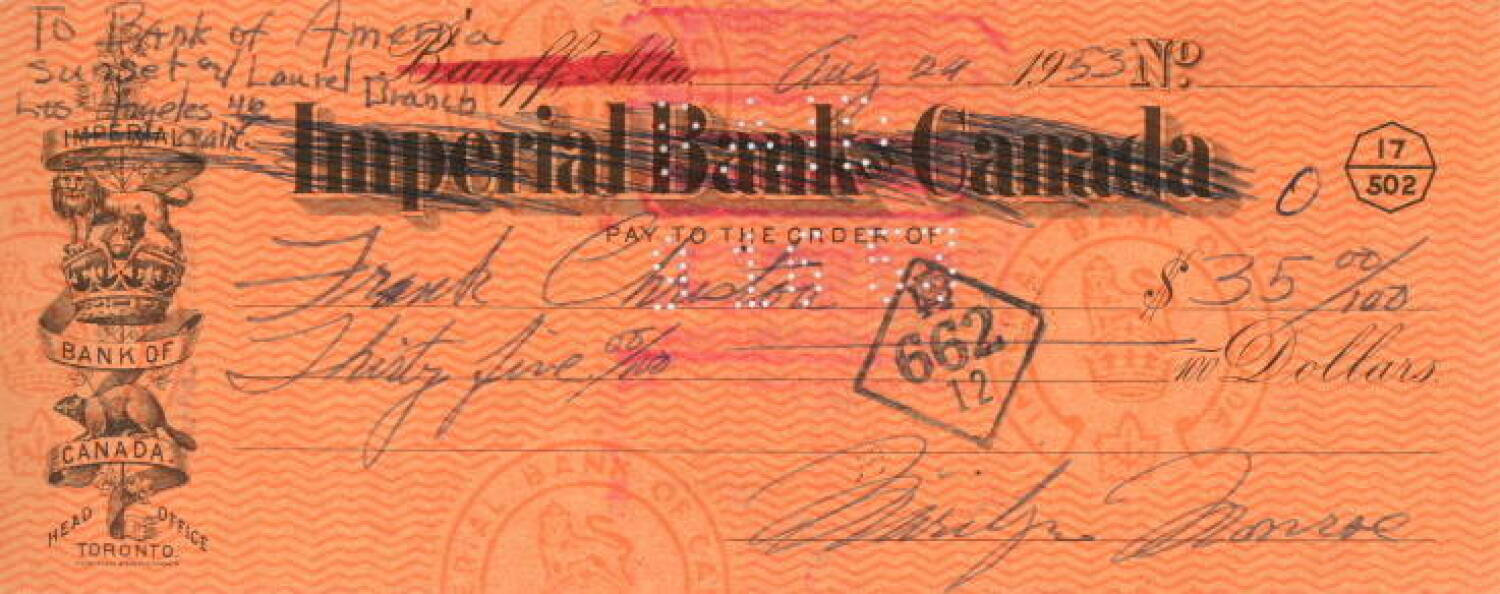 To Bank of America
Sunset and Laurel Branch
Los Angeles 46
Calif.
Banff, Alta. Aug 24 1953 No
Imperial Bank of Canada
17
502
0
PAY TO THE ORDER OF
Frank Christon $ 35 00/100
Thirty five 00/100 100 Dollars
662
12
Marilyn Monroe
IMPERIAL
BANK OF
CANADA
HEAD OFFICE
TORONTO.